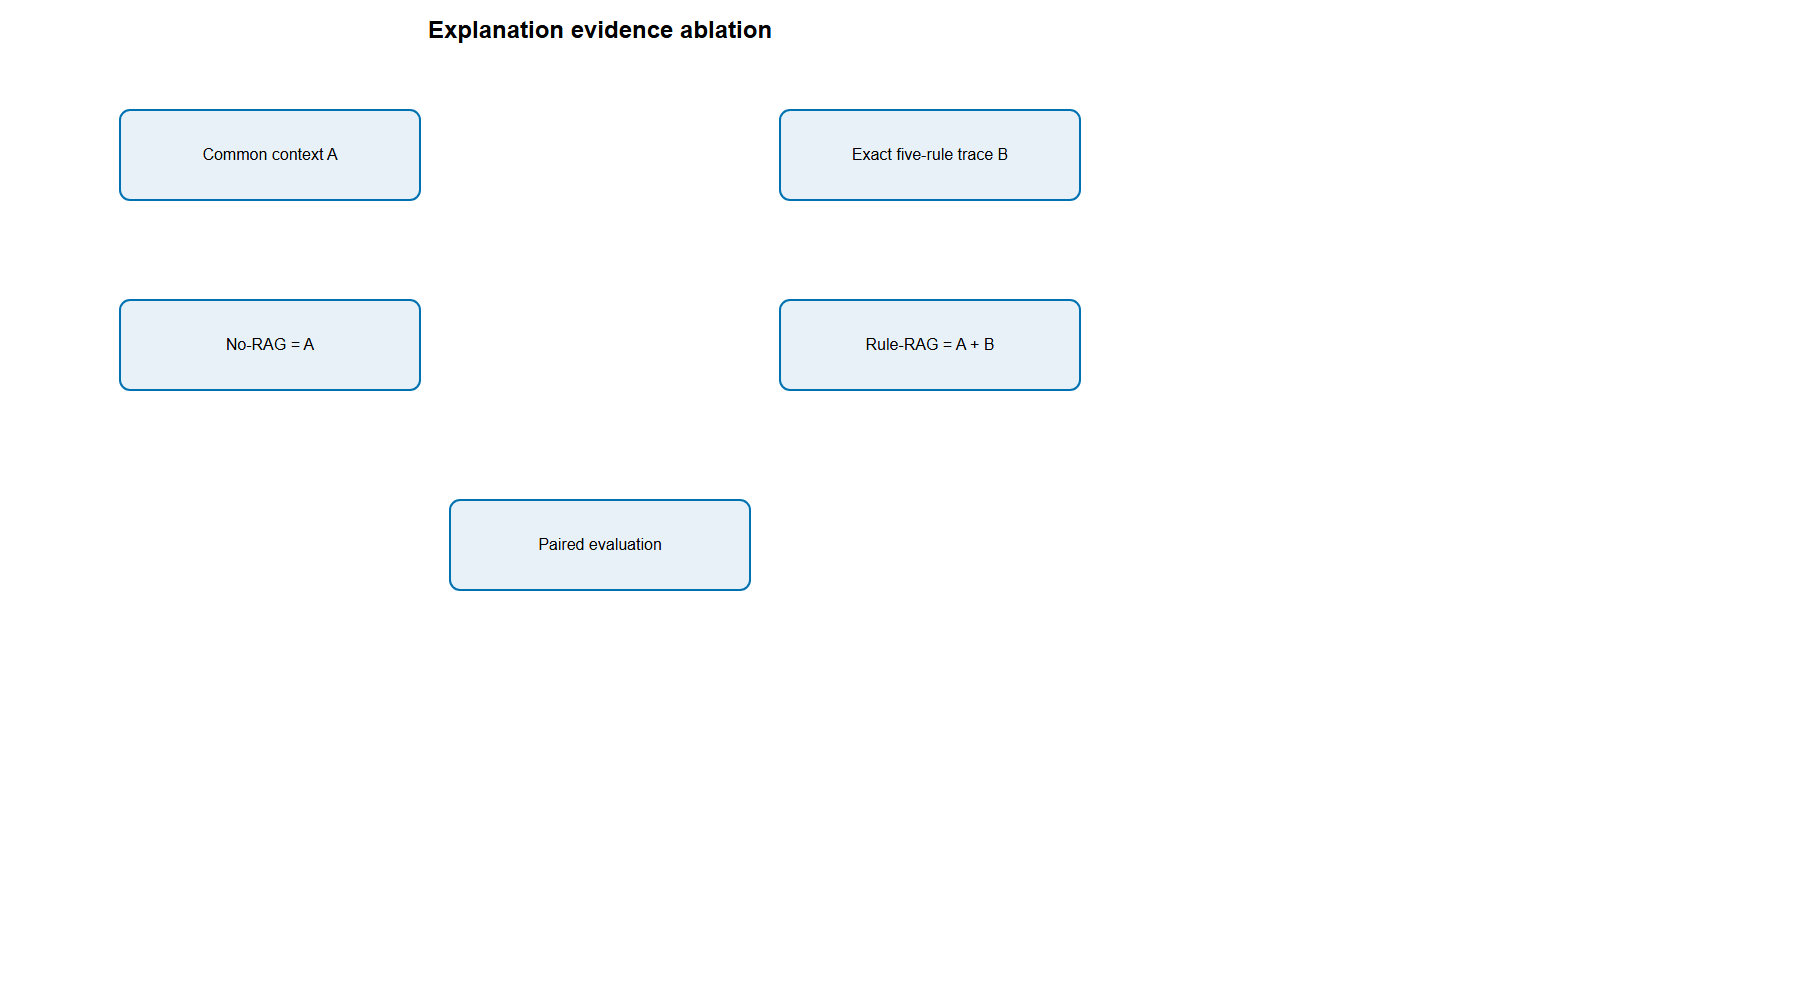 Explanation evidence ablation
Common context A
Exact five-rule trace B
No-RAG = A
Rule-RAG = A + B
Paired evaluation